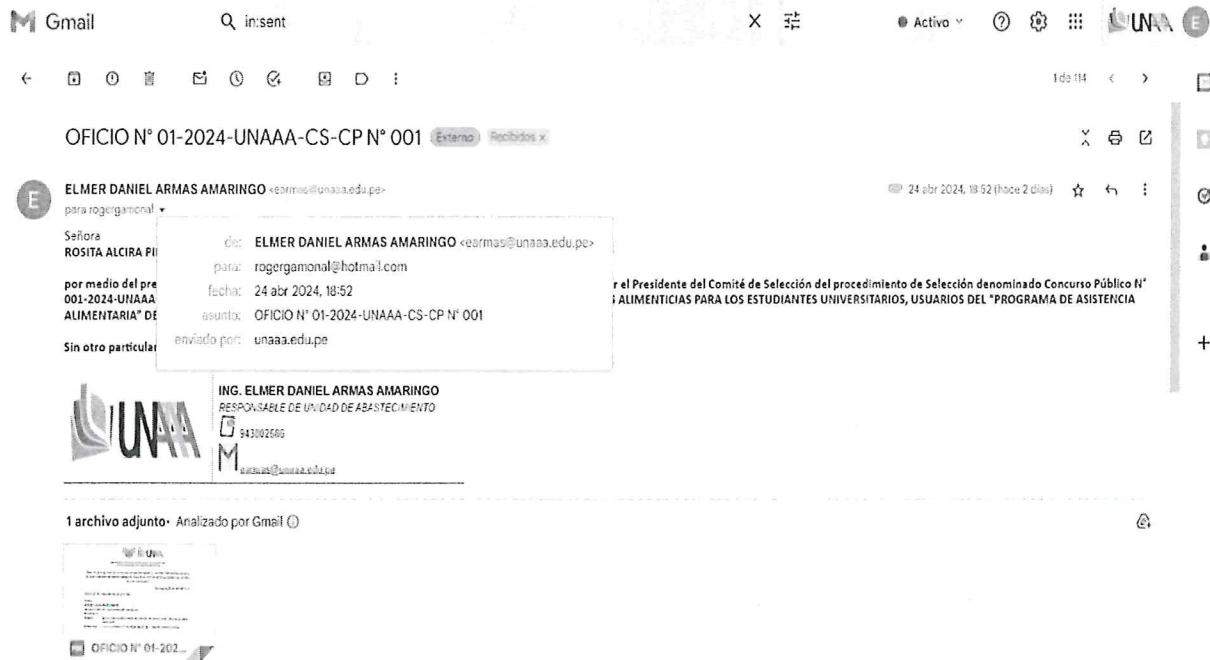 Gmail in:sent Activo UNAAA E
1 de 114
OFICIO N° 01-2024-UNAAA-CS-CP N° 001 Externo Recibidos x
E ELMER DANIEL ARMAS AMARINGO <earmas@unaaa.edu.pe> 24 abr 2024, 18:52 (hace 2 días)
para rogergamonal
Señora
ROSITA ALCIRA
de: ELMER DANIEL ARMAS AMARINGO <earmas@unaaa.edu.pe>
para: rogergamonal@hotmail.com
fecha: 24 abr 2024, 18:52
asunto: OFICIO N° 01-2024-UNAAA-CS-CP N° 001
enviado por: unaaa.edu.pe
por medio del el Presidente del Comité de Selección del procedimiento de Selección denominado Concurso Público N°
001-2024-UNAAA ALIMENTICIAS PARA LOS ESTUDIANTES UNIVERSITARIOS, USUARIOS DEL "PROGRAMA DE ASISTENCIA
ALIMENTARIA"
Sin otro particular
UNAAA
ING. ELMER DANIEL ARMAS AMARINGO
RESPONSABLE DE UNIDAD DE ABASTECIMIENTO
943002586
earmas@unaaa.edu.pe
1 archivo adjunto • Analizado por Gmail
UNAA
OFICIO N° 01-202...